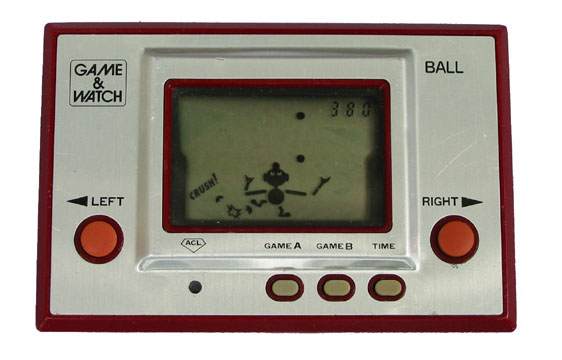 GAME
&
WATCH
BALL
380
CRUSH!
LEFT
RIGHT
ACL
GAME A
GAME B
TIME